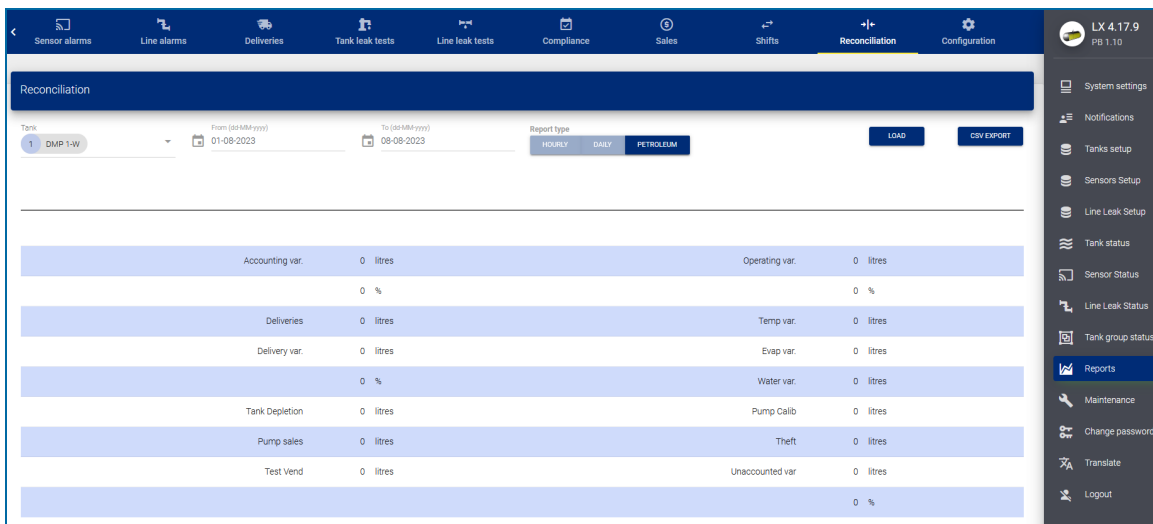 Sensor alarms Line alarms Deliveries Tank leak tests Line leak tests Compliance Sales Shifts Reconciliation Configuration
LX 4.17.9
PB 1.10
Reconciliation
Tank From (dd-MM-yyyy) To (dd-MM-yyyy) Report type
1 DMP 1-W 01-08-2023 08-08-2023 HOURLY DAILY PETROLEUM LOAD CSV EXPORT
Accounting var. 0 litres Operating var. 0 litres
0 % 0 %
Deliveries 0 litres Temp var. 0 litres
Delivery var. 0 litres Evap var. 0 litres
0 % Water var. 0 litres
Tank Depletion 0 litres Pump Calib 0 litres
Pump sales 0 litres Theft 0 litres
Test Vend 0 litres Unaccounted var 0 litres
0 %
System settings
Notifications
Tanks setup
Sensors Setup
Line Leak Setup
Tank status
Sensor Status
Line Leak Status
Tank group status
Reports
Maintenance
Change password
Translate
Logout